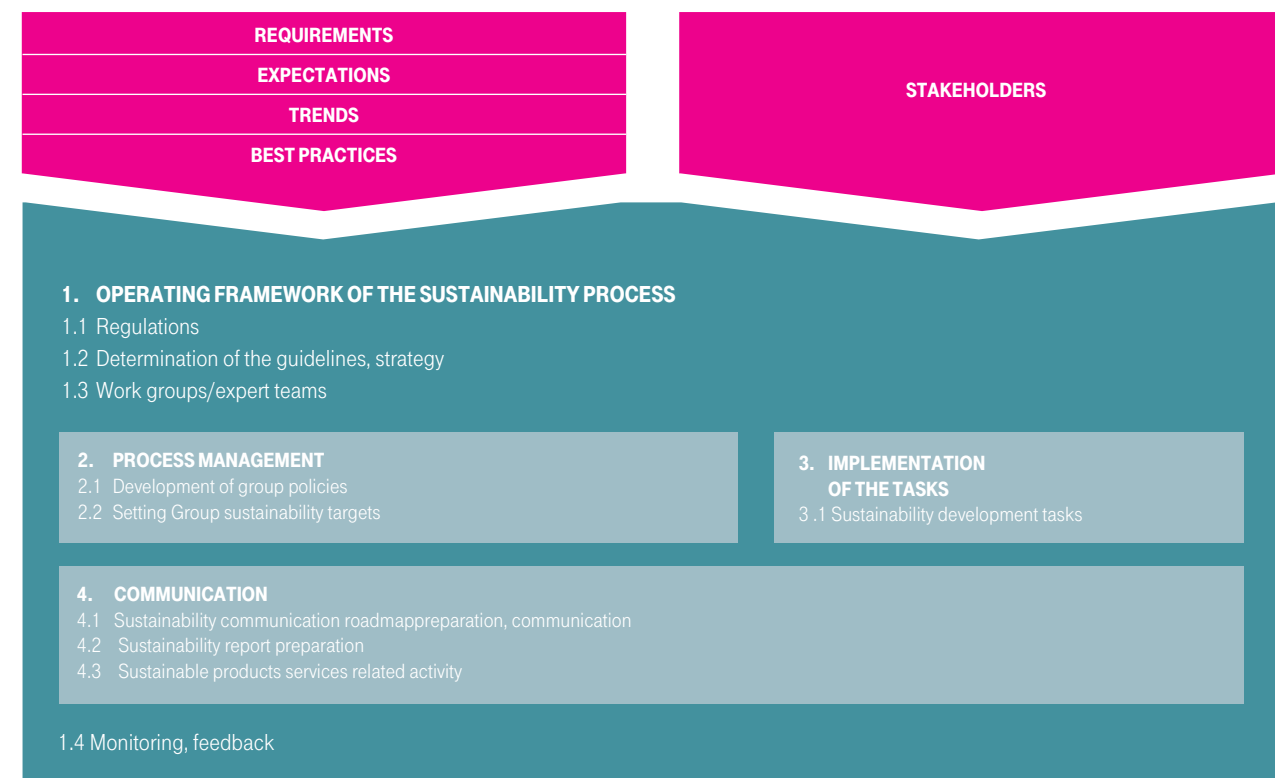 REQUIREMENTS
EXPECTATIONS
TRENDS
BEST PRACTICES
STAKEHOLDERS
1. OPERATING FRAMEWORK OF THE SUSTAINABILITY PROCESS
1.1 Regulations
1.2 Determination of the guidelines, strategy
1.3 Work groups/expert teams
2. PROCESS MANAGEMENT
2.1 Development of group policies
2.2 Setting Group sustainability targets
3. IMPLEMENTATION
OF THE TASKS
3 .1 Sustainability development tasks
4. COMMUNICATION
4.1 Sustainability communication roadmappreparation, communication
4.2 Sustainability report preparation
4.3 Sustainable products services related activity
1.4 Monitoring, feedback